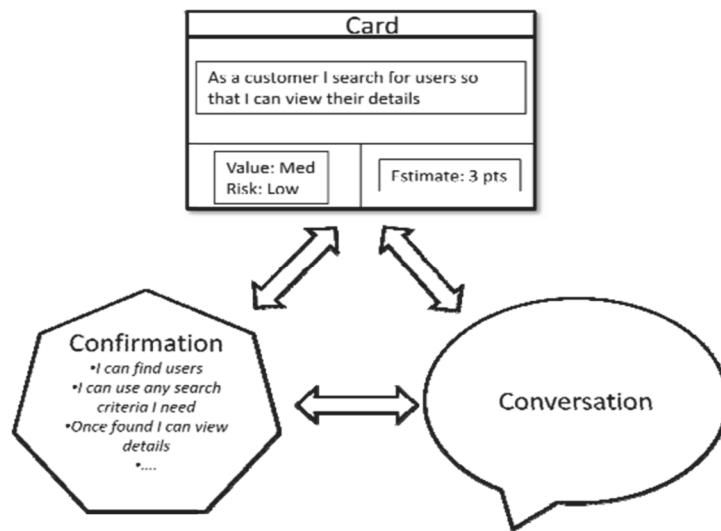 Card
As a customer I search for users so
that I can view their details
Value: Med
Risk: Low
Estimate: 3 pts
Confirmation
•I can find users
•I can use any search
criteria I need
•Once found I can view
details
•....
Conversation